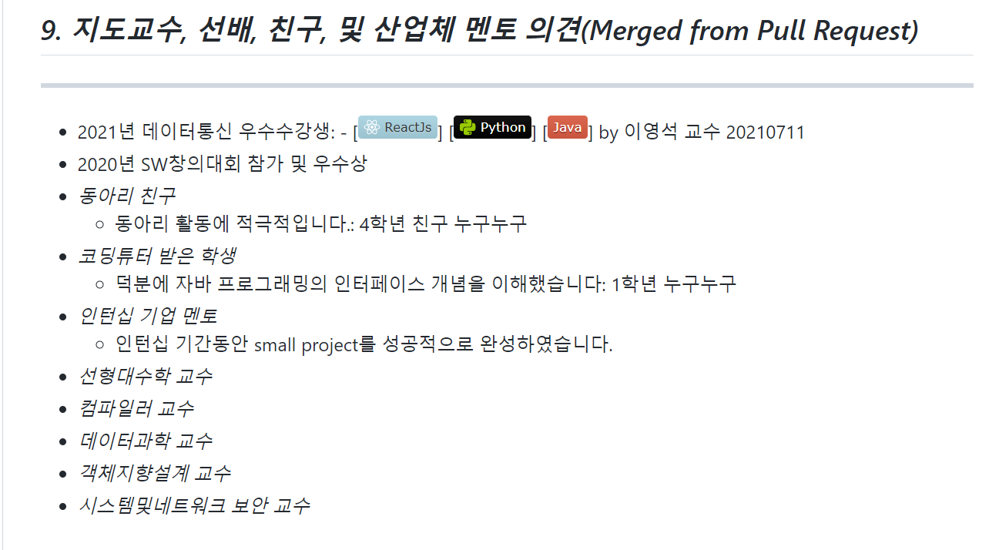 9. 지도교수, 선배, 친구, 및 산업체 멘토 의견(Merged from Pull Request)
2021년 데이터통신 우수수강생: - [ReactJs] [Python] [Java] by 이영석 교수 20210711
2020년 SW창의대회 참가 및 우수상
동아리 친구
동아리 활동에 적극적입니다.: 4학년 친구 누구누구
코딩튜터 받은 학생
덕분에 자바 프로그래밍의 인터페이스 개념을 이해했습니다: 1학년 누구누구
인턴십 기업 멘토
인턴십 기간동안 small project를 성공적으로 완성하였습니다.
선형대수학 교수
컴파일러 교수
데이터과학 교수
객체지향설계 교수
시스템및네트워크 보안 교수